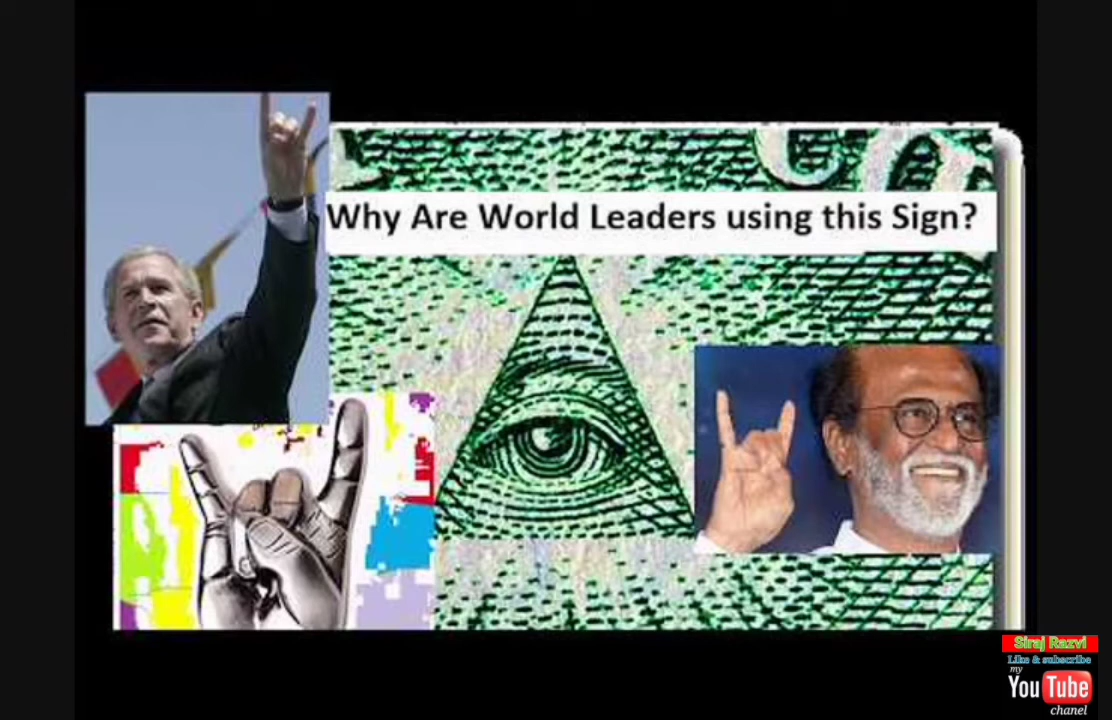 Why Are World Leaders using this Sign?
Siraj Razvi
Like & subscribe
my
YouTube
chanel